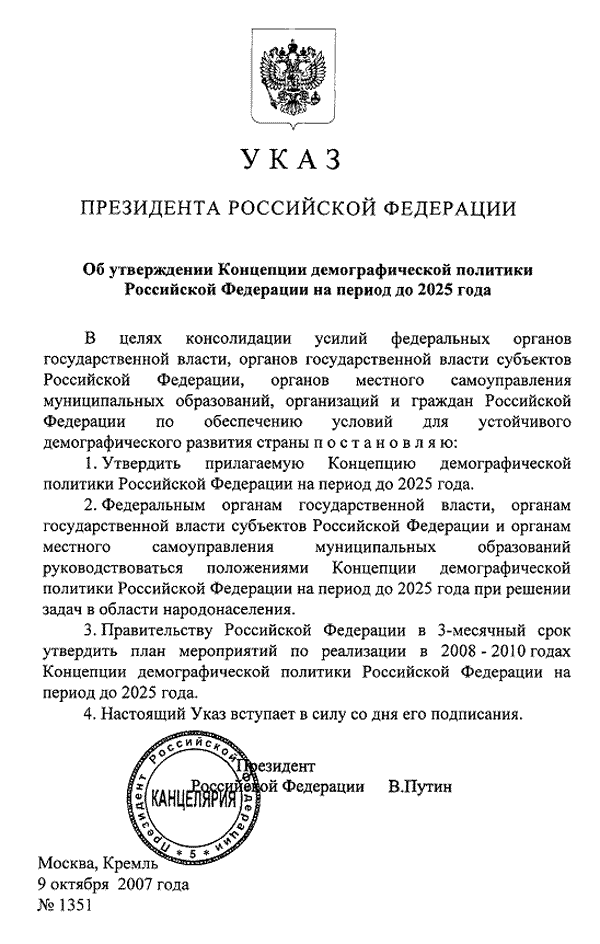 УКАЗ
ПРЕЗИДЕНТА РОССИЙСКОЙ ФЕДЕРАЦИИ
Об утверждении Концепции демографической политики
Российской Федерации на период до 2025 года
В целях консолидации усилий федеральных органов
государственной власти, органов государственной власти субъектов
Российской Федерации, органов местного самоуправления
муниципальных образований, организаций и граждан Российской
Федерации по обеспечению условий для устойчивого
демографического развития страны п о с т а н о в л я ю:
1. Утвердить прилагаемую Концепцию демографической
политики Российской Федерации на период до 2025 года.
2. Федеральным органам государственной власти, органам
государственной власти субъектов Российской Федерации и органам
местного самоуправления муниципальных образований
руководствоваться положениями Концепции демографической
политики Российской Федерации на период до 2025 года при решении
задач в области народонаселения.
3. Правительству Российской Федерации в 3-месячный срок
утвердить план мероприятий по реализации в 2008 - 2010 годах
Концепции демографической политики Российской Федерации на
период до 2025 года.
4. Настоящий Указ вступает в силу со дня его подписания.
Президент
Российской Федерации В.Путин
Президент Российской Федерации
КАНЦЕЛЯРИЯ
* 5 *
Москва, Кремль
9 октября 2007 года
№ 1351